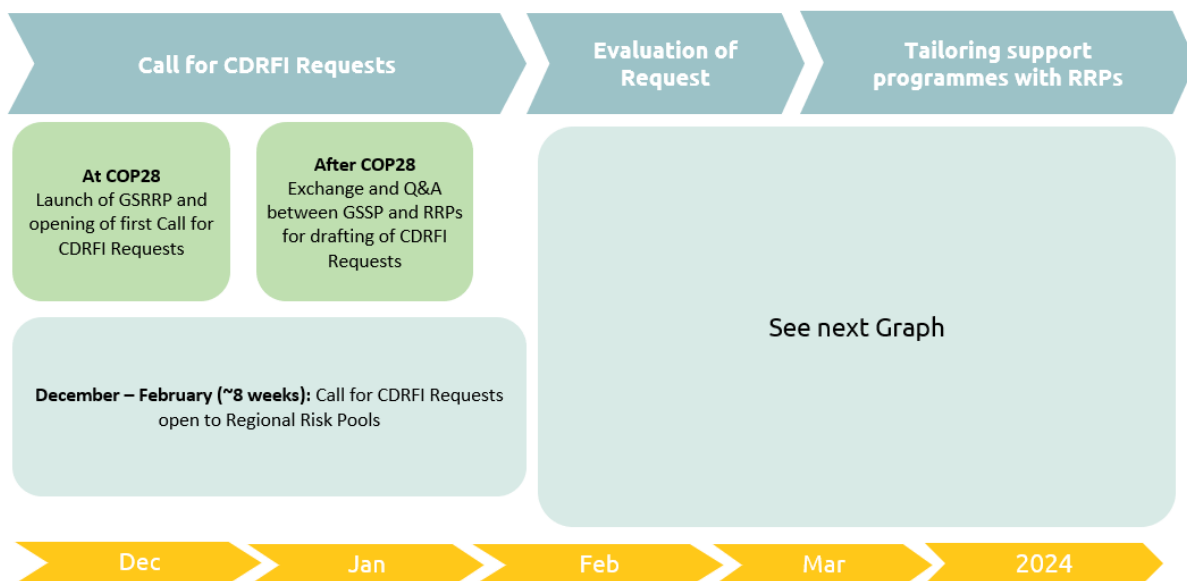 Call for CDRFI Requests
Evaluation of
Request
Tailoring support
programmes with RRPs
At COP28
Launch of GSRRP and
opening of first Call for
CDRFI Requests
After COP28
Exchange and Q&A
between GSSP and RRPs
for drafting of CDRFI
Requests
See next Graph
December – February (~8 weeks): Call for CDRFI Requests
open to Regional Risk Pools
Dec
Jan
Feb
Mar
2024